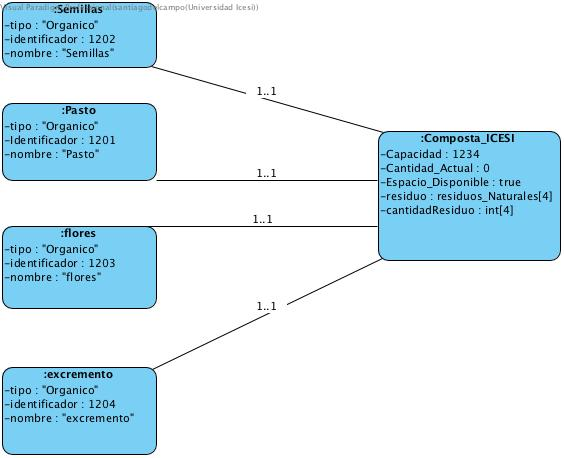 :Semillas
-tipo : "Organico"
-identificador : 1202
-nombre : "Semillas"
1..1
:Pasto
-tipo : "Organico"
-Identificador : 1201
-nombre : "Pasto"
1..1
:Composta_ICESI
-Capacidad : 1234
-Cantidad_Actual : 0
-Espacio_Disponible : true
-residuo : residuos_Naturales[4]
-cantidadResiduo : int[4]
:flores
-tipo : "Organico"
-identificador : 1203
-nombre : "flores"
1..1
1..1
:excremento
-tipo : "Organico"
-identificador : 1204
-nombre : "excremento"